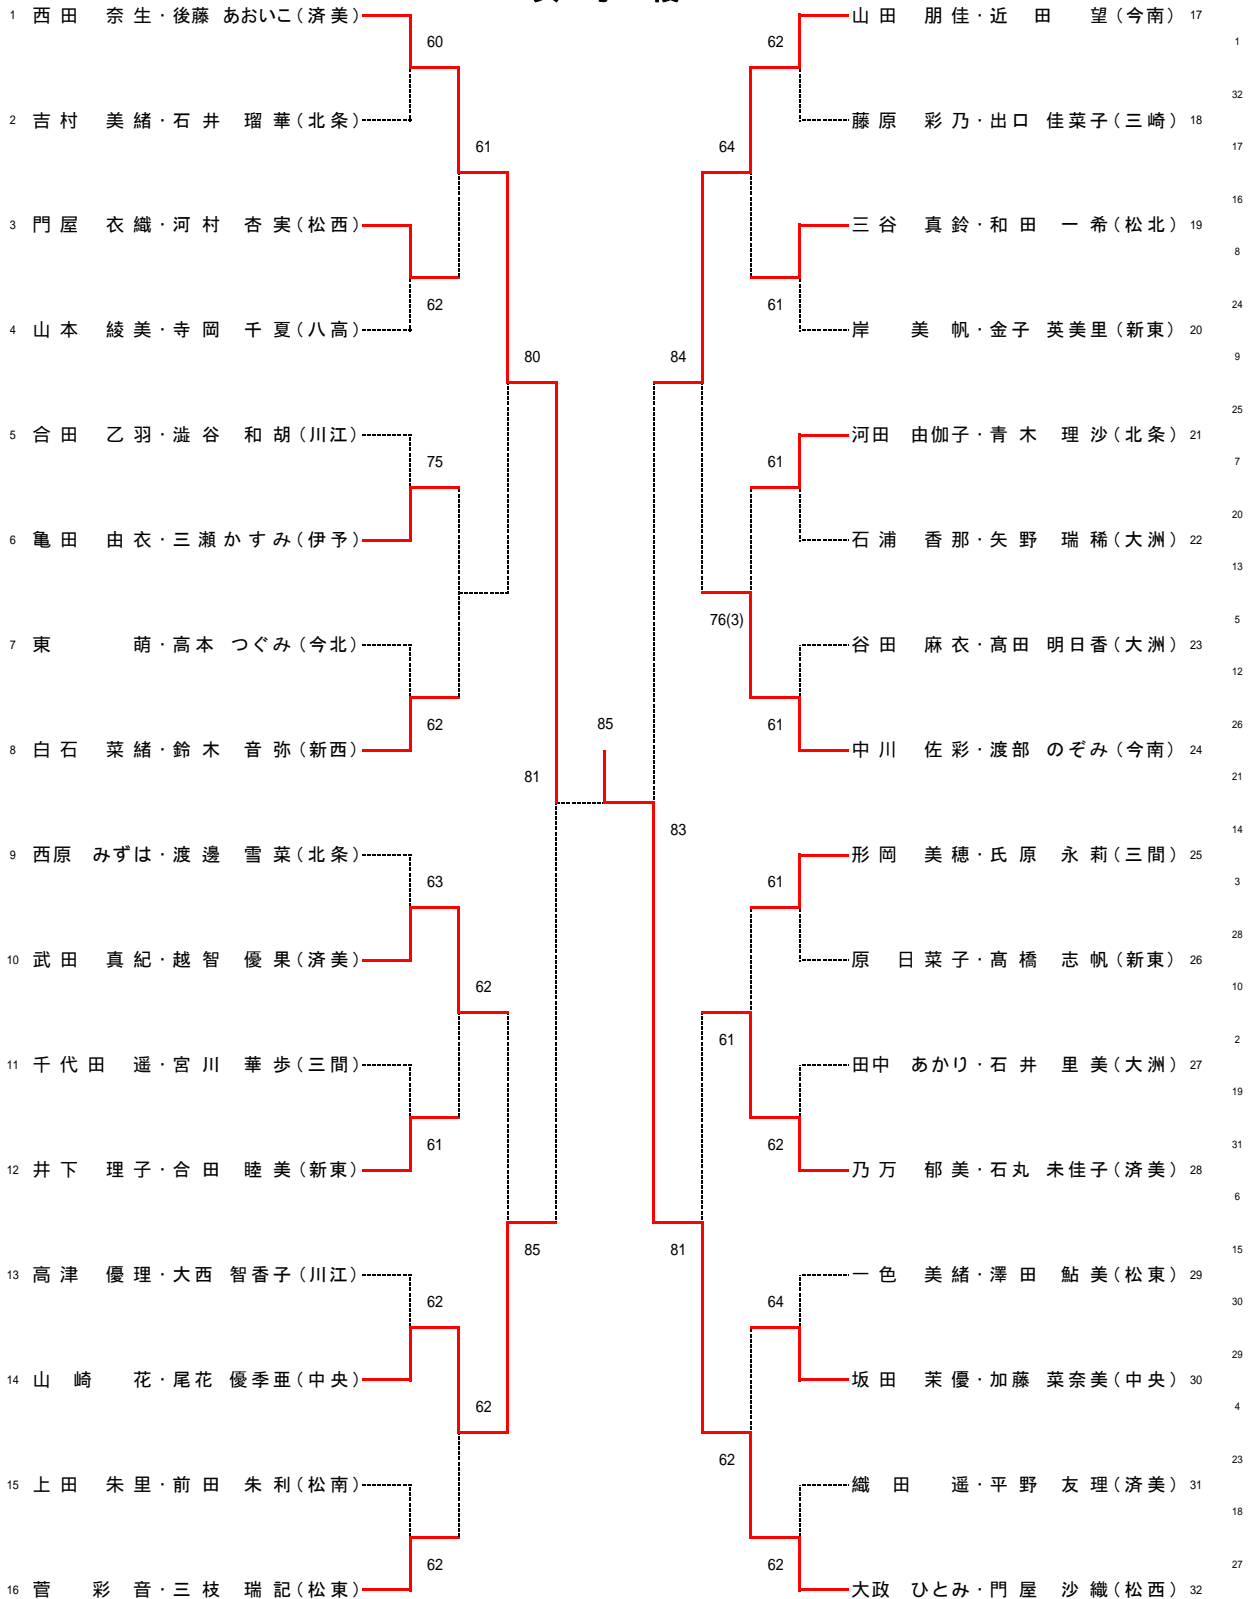 1 西田 奈生・後藤 あおいこ(済美)
60
2 吉村 美緒・石井 瑠華(北条)
61
3 門屋 衣織・河村 杏実(松西)
62
4 山本 綾美・寺岡 千夏(八高)
80
5 合田 乙羽・澁谷 和胡(川江)
75
6 亀田 由衣・三瀬かすみ(伊予)
7 東 萌・高本 つぐみ(今北)
62
8 白石 菜緒・鈴木 音弥(新西)
81
9 西原 みずは・渡邊 雪菜(北条)
63
10 武田 真紀・越智 優果(済美)
62
11 千代田 遥・宮川 華歩(三間)
61
12 井下 理子・合田 睦美(新東)
85
13 高津 優理・大西 智香子(川江)
62
14 山崎 花・尾花 優季亜(中央)
62
15 上田 朱里・前田 朱利(松南)
62
16 菅 彩音・三枝 瑞記(松東)
85
山田 朋佳・近田 望(今南) 17
62
藤原 彩乃・出口 佳菜子(三崎) 18
64
三谷 真鈴・和田 一希(松北) 19
61
岸 美帆・金子 英美里(新東) 20
84
河田 由伽子・青木 理沙(北条) 21
61
石浦 香那・矢野 瑞稀(大洲) 22
76(3)
谷田 麻衣・髙田 明日香(大洲) 23
61
中川 佐彩・渡部 のぞみ(今南) 24
83
形岡 美穂・氏原 永莉(三間) 25
61
原 日菜子・髙橋 志帆(新東) 26
61
田中 あかり・石井 里美(大洲) 27
62
乃万 郁美・石丸 未佳子(済美) 28
81
一色 美緒・澤田 鮎美(松東) 29
64
坂田 茉優・加藤 菜奈美(中央) 30
62
織田 遥・平野 友理(済美) 31
62
大政 ひとみ・門屋 沙織(松西) 32
1
32
17
16
8
24
9
25
7
20
13
5
12
26
21
14
3
28
10
2
19
31
6
15
30
29
4
23
18
27